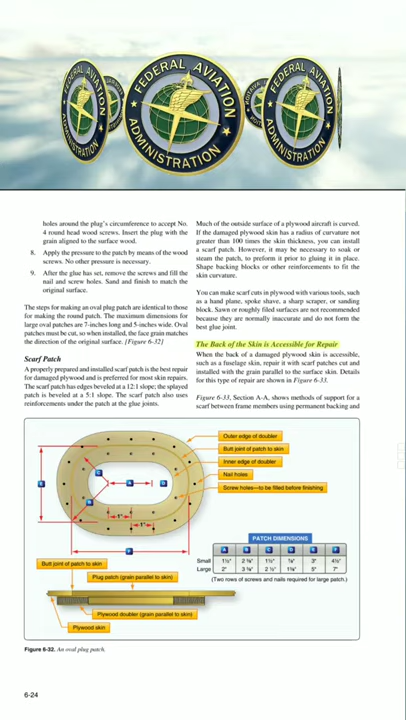 FEDERAL AVIATION
ADMINISTRATION
FEDERAL AVIATION
ADMINISTRATION
FEDERAL AVIATION
ADMINISTRATION
holes around the plug's circumference to accept No.
4 round head wood screws. Insert the plug with the
grain aligned to the surface wood.
8. Apply the pressure to the patch by means of the wood
screws. No other pressure is necessary.
9. After the glue has set, remove the screws and fill the
nail and screw holes. Sand and finish to match the
original surface.
The steps for making an oval plug patch are identical to those
for making the round patch. The maximum dimensions for
large oval patches are 7-inches long and 5-inches wide. Oval
patches must be cut, so when installed, the face grain matches
the direction of the original surface. [Figure 6-32]
Scarf Patch
A properly prepared and installed scarf patch is the best repair
for damaged plywood and is preferred for most skin repairs.
The scarf patch has edges beveled at a 12:1 slope; the splayed
patch is beveled at a 5:1 slope. The scarf patch also uses
reinforcements under the patch at the glue joints.
Much of the outside surface of a plywood aircraft is curved.
If the damaged plywood skin has a radius of curvature not
greater than 100 times the skin thickness, you can install
a scarf patch. However, it may be necessary to soak or
steam the patch, to preform it prior to gluing it in place.
Shape backing blocks or other reinforcements to fit the
skin curvature.
You can make scarf cuts in plywood with various tools, such
as a hand plane, spoke shave, a sharp scraper, or sanding
block. Sawn or roughly filed surfaces are not recommended
because they are normally inaccurate and do not form the
best glue joint.
The Back of the Skin is Accessible for Repair
When the back of a damaged plywood skin is accessible,
such as a fuselage skin, repair it with scarf patches cut and
installed with the grain parallel to the surface skin. Details
for this type of repair are shown in Figure 6-33.
Figure 6-33, Section A-A, shows methods of support for a
scarf between frame members using permanent backing and
Outer edge of doubler
Butt joint of patch to skin
Inner edge of doubler
Nail holes
Screw holes—to be filled before finishing
E
C
A
D
B
1"
1"
F
Butt joint of patch to skin
Plug patch (grain parallel to skin)
Plywood doubler (grain parallel to skin)
Plywood skin
PATCH DIMENSIONS
A B C D E F
Small 3"
Large 2" 5" 7"
(Two rows of screws and nails required for large patch.)
Figure 6-32. An oval plug patch.
6-24